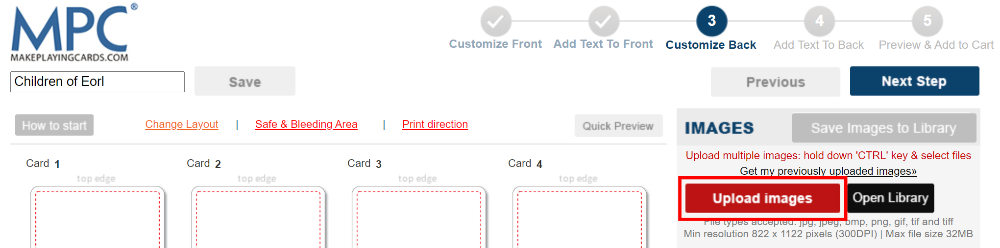 MPC®
MAKEPLAYINGCARDS.COM
3 4 5
Customize Front Add Text To Front Customize Back Add Text To Back Preview & Add to Cart
Children of Eorl Save Previous Next Step
How to start Change Layout | Safe & Bleeding Area | Print direction Quick Preview
IMAGES Save Images to Library
Upload multiple images: hold down 'CTRL' key & select files
Get my previously uploaded images»
Upload images Open Library
File types accepted: jpg, jpeg, bmp, png, gif, tif and tiff
Min resolution 822 x 1122 pixels (300DPI) | Max file size 32MB
Card 1 Card 2 Card 3 Card 4
top edge top edge top edge top edge